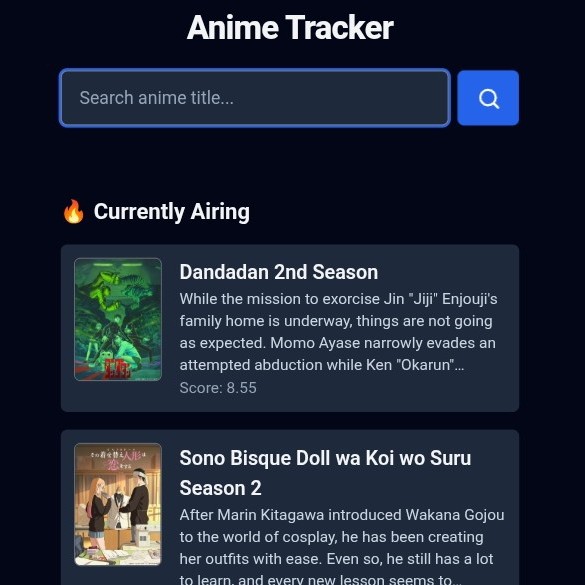 Anime Tracker
Search anime title...
🔥 Currently Airing
Dandadan 2nd Season
While the mission to exorcise Jin "Jiji" Enjouji's
family home is underway, things are not going
as expected. Momo Ayase narrowly evades an
attempted abduction while Ken "Okarun"...
Score: 8.55
Sono Bisque Doll wa Koi wo Suru
Season 2
After Marin Kitagawa introduced Wakana Gojou
to the world of cosplay, he has been creating
her outfits with ease. Even so, he still has a lot
to learn, and every new lesson seems to...